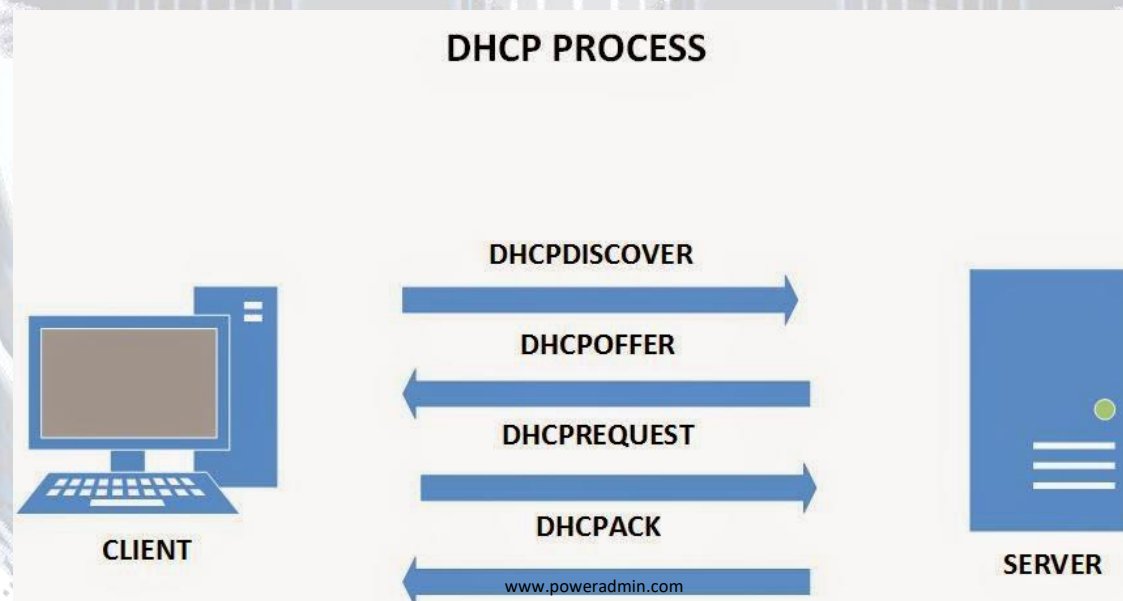 DHCP PROCESS
DHCPDISCOVER
DHCPOFFER
DHCPREQUEST
DHCPACK
CLIENT
SERVER
www.poweradmin.com